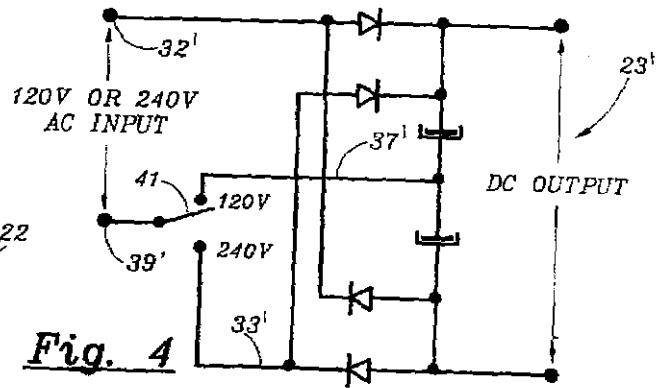 32'
23'
120V OR 240V
AC INPUT
37'
DC OUTPUT
41
120V
22
39'
240V
33'
Fig. 4